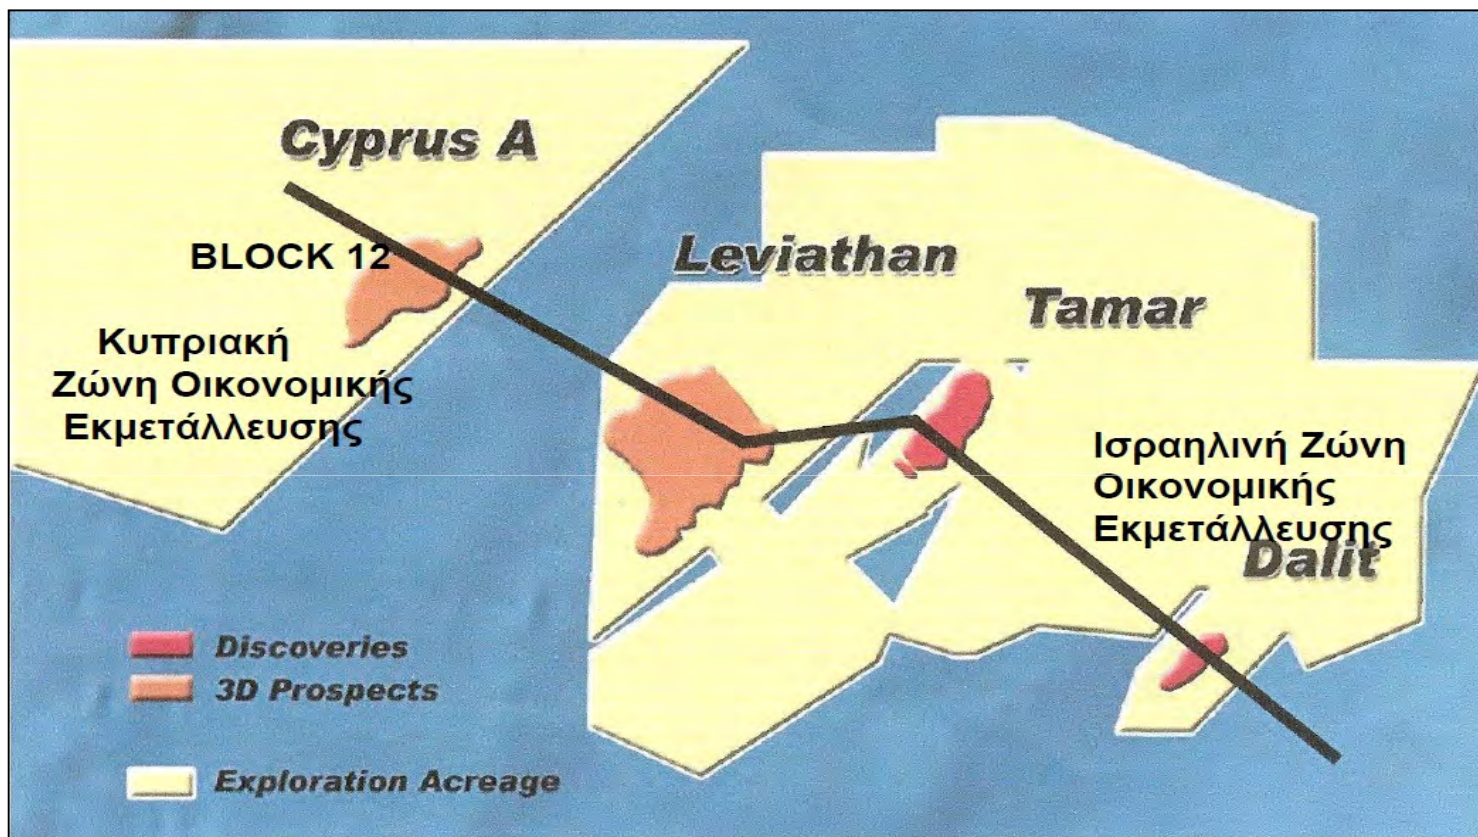 Cyprus A
BLOCK 12
Κυπριακή
Ζώνη Οικονομικής
Εκμετάλλευσης
Leviathan
Tamar
Ισραηλινή Ζώνη
Οικονομικής
Εκμετάλλευσης
Dalit
Discoveries
3D Prospects
Exploration Acreage